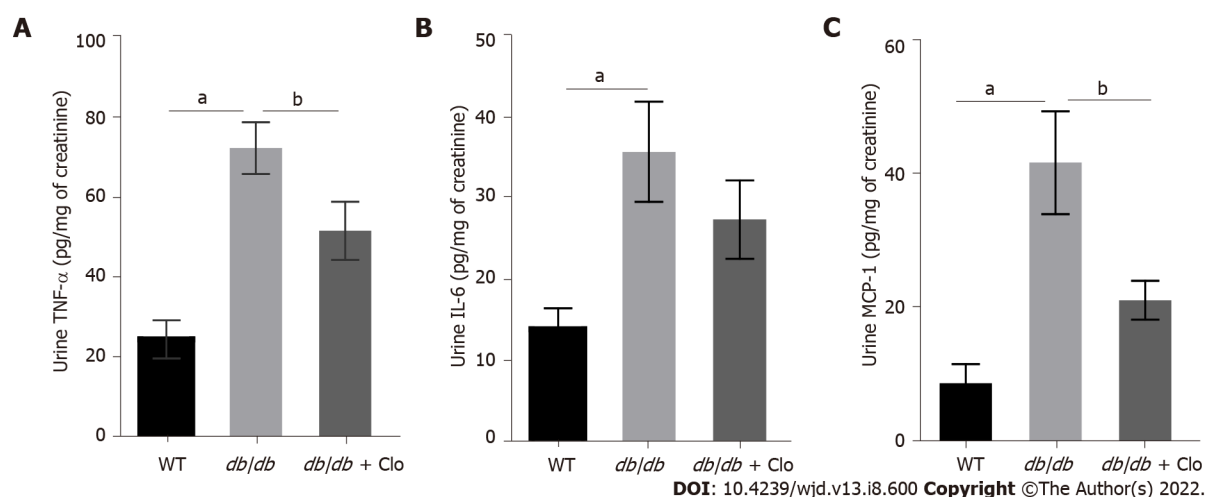 A
Urine TNF-α (pg/mg of creatinine)
100
80
60
40
20
0
a
b
WT
db/db
db/db + Clo
B
Urine IL-6 (pg/mg of creatinine)
50
40
30
20
10
0
a
WT
db/db
db/db + Clo
C
Urine MCP-1 (pg/mg of creatinine)
60
40
20
0
a
b
WT
db/db
db/db + Clo
DOI: 10.4239/wjd.v13.i8.600 Copyright ©The Author(s) 2022.